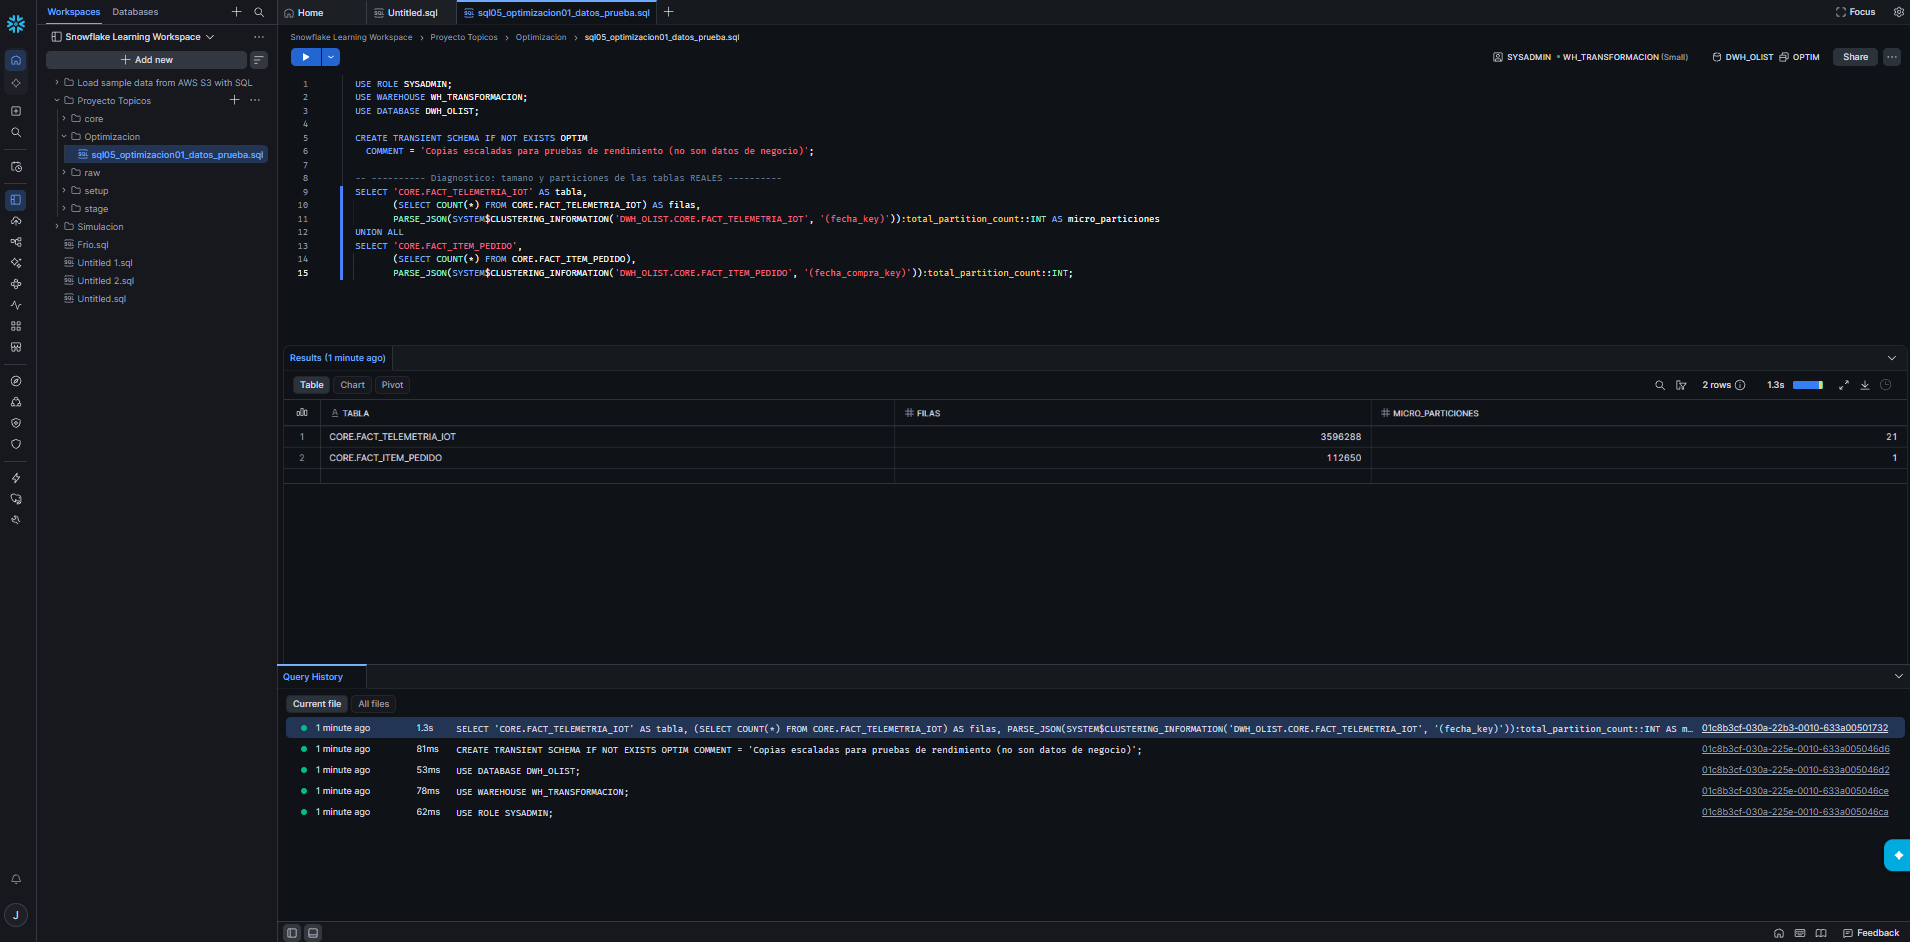 Workspaces
Databases
Snowflake Learning Workspace
Add new
Load sample data from AWS S3 with SQL
Proyecto Topicos
core
Optimizacion
sql05_optimizacion01_datos_prueba.sql
raw
setup
stage
Simulacion
Frio.sql
Untitled 1.sql
Untitled 2.sql
Untitled.sql
J
Home
Untitled.sql
sql05_optimizacion01_datos_prueba.sql
Focus
Snowflake Learning Workspace > Proyecto Topicos > Optimizacion > sql05_optimizacion01_datos_prueba.sql
SYSADMIN • WH_TRANSFORMACION (Small)
DWH_OLIST
OPTIM
Share
1 USE ROLE SYSADMIN;
2 USE WAREHOUSE WH_TRANSFORMACION;
3 USE DATABASE DWH_OLIST;
4
5 CREATE TRANSIENT SCHEMA IF NOT EXISTS OPTIM
6 COMMENT = 'Copias escaladas para pruebas de rendimiento (no son datos de negocio)';
7
8 -- ---------- Diagnostico: tamano y particiones de las tablas REALES ----------
9 SELECT 'CORE.FACT_TELEMETRIA_IOT' AS tabla,
10 (SELECT COUNT(*) FROM CORE.FACT_TELEMETRIA_IOT) AS filas,
11 PARSE_JSON(SYSTEM$CLUSTERING_INFORMATION('DWH_OLIST.CORE.FACT_TELEMETRIA_IOT', '(fecha_key)')):total_partition_count::INT AS micro_particiones
12 UNION ALL
13 SELECT 'CORE.FACT_ITEM_PEDIDO',
14 (SELECT COUNT(*) FROM CORE.FACT_ITEM_PEDIDO),
15 PARSE_JSON(SYSTEM$CLUSTERING_INFORMATION('DWH_OLIST.CORE.FACT_ITEM_PEDIDO', '(fecha_compra_key)')):total_partition_count::INT;
Results (1 minute ago)
Table
Chart
Pivot
2 rows
1.3s
TABLA FILAS MICRO_PARTICIONES
1 CORE.FACT_TELEMETRIA_IOT 3596288 21
2 CORE.FACT_ITEM_PEDIDO 112650 1
Query History
Current file
All files
1 minute ago 1.3s SELECT 'CORE.FACT_TELEMETRIA_IOT' AS tabla, (SELECT COUNT(*) FROM CORE.FACT_TELEMETRIA_IOT) AS filas, PARSE_JSON(SYSTEM$CLUSTERING_INFORMATION('DWH_OLIST.CORE.FACT_TELEMETRIA_IOT', '(fecha_key)')):total_partition_count::INT AS m… 01c8b3cf-030a-22b3-0010-633a00501732
1 minute ago 81ms CREATE TRANSIENT SCHEMA IF NOT EXISTS OPTIM COMMENT = 'Copias escaladas para pruebas de rendimiento (no son datos de negocio)'; 01c8b3cf-030a-225e-0010-633a005046d6
1 minute ago 53ms USE DATABASE DWH_OLIST; 01c8b3cf-030a-225e-0010-633a005046d2
1 minute ago 78ms USE WAREHOUSE WH_TRANSFORMACION; 01c8b3cf-030a-225e-0010-633a005046ce
1 minute ago 62ms USE ROLE SYSADMIN; 01c8b3cf-030a-225e-0010-633a005046ca
Feedback